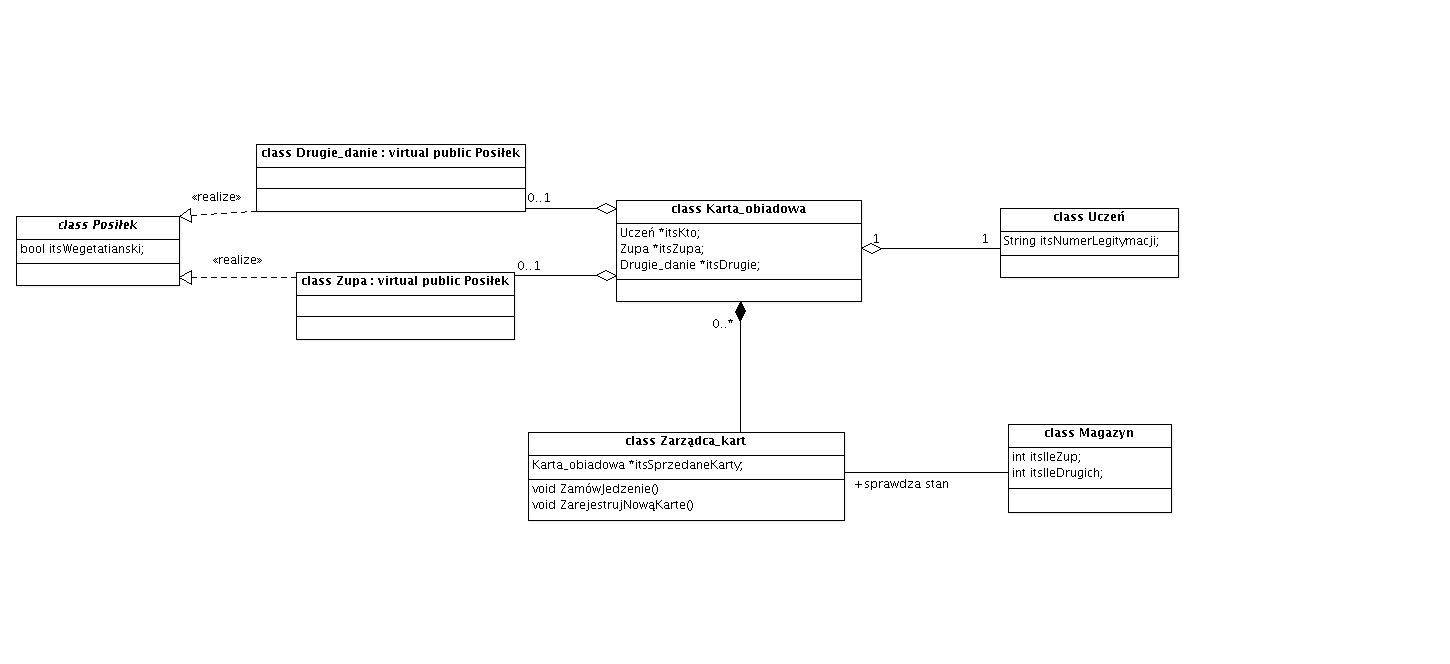 class Drugie_danie : virtual public Posiłek
«realize»
0..1
class Posiłek
bool itsWegetatianski;
«realize»
class Zupa : virtual public Posiłek
0..1
class Karta_obiadowa
Uczeń *itsKto;
Zupa *itsZupa;
Drugie_danie *itsDrugie;
1
1
class Uczeń
String itsNumerLegitymacji;
0..*
class Zarządca_kart
Karta_obiadowa *itsSprzedaneKarty;
void ZamówJedzenie()
void ZarejestrujNowąKarte()
+sprawdza stan
class Magazyn
int itsIleZup;
int itsIleDrugich;